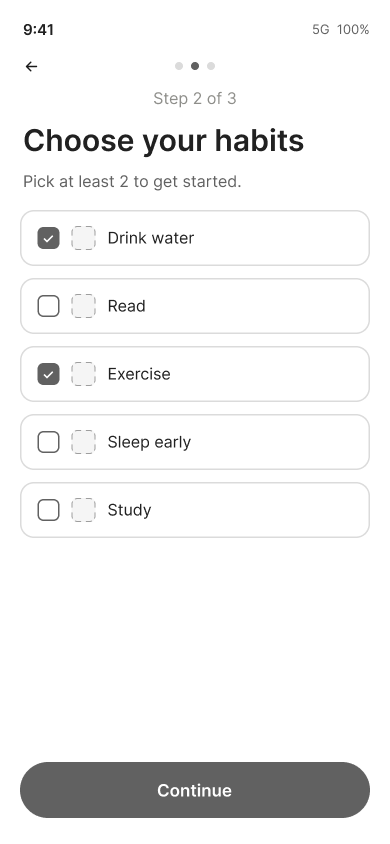 9:41 5G 100%
Step 2 of 3
Choose your habits
Pick at least 2 to get started.
Drink water
Read
Exercise
Sleep early
Study
Continue